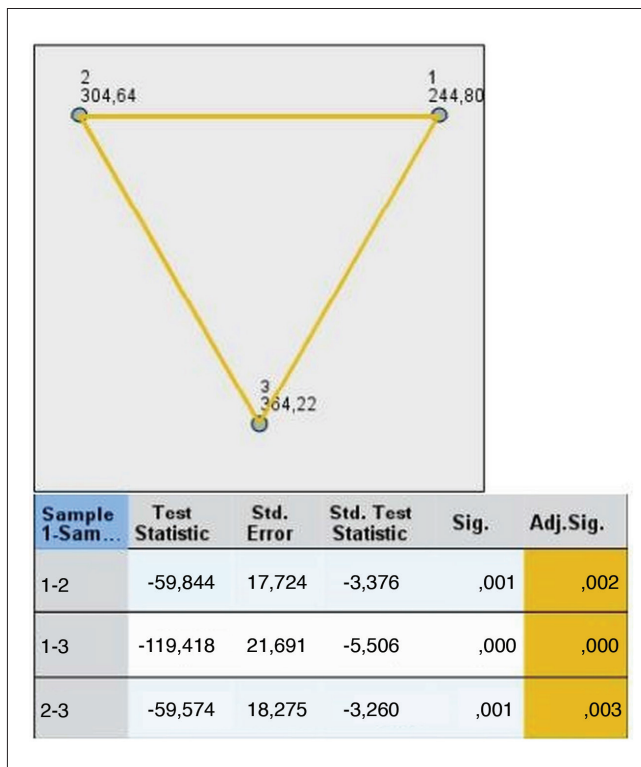 2
304,64
1
244,80
3
364,22
Sample 1-Sam... Test Statistic Std. Error Std. Test Statistic Sig. Adj.Sig.
1-2 -59,844 17,724 -3,376 ,001 ,002
1-3 -119,418 21,691 -5,506 ,000 ,000
2-3 -59,574 18,275 -3,260 ,001 ,003